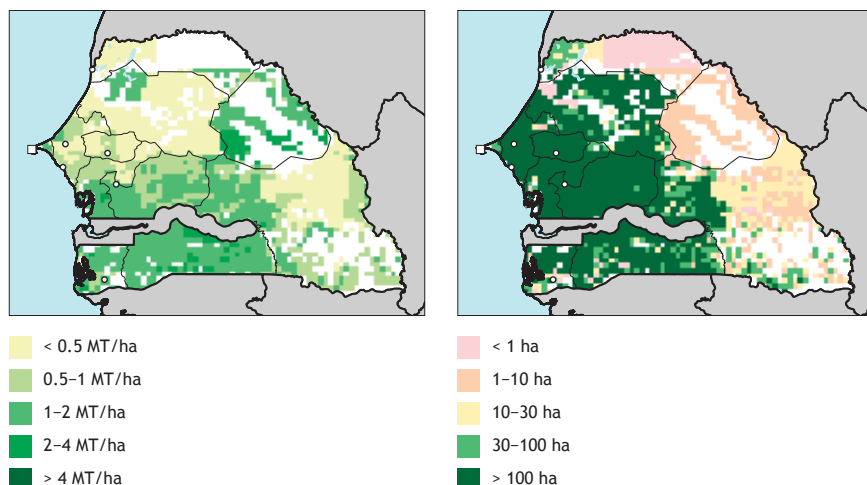 < 0.5 MT/ha
0.5–1 MT/ha
1–2 MT/ha
2–4 MT/ha
> 4 MT/ha
< 1 ha
1–10 ha
10–30 ha
30–100 ha
> 100 ha